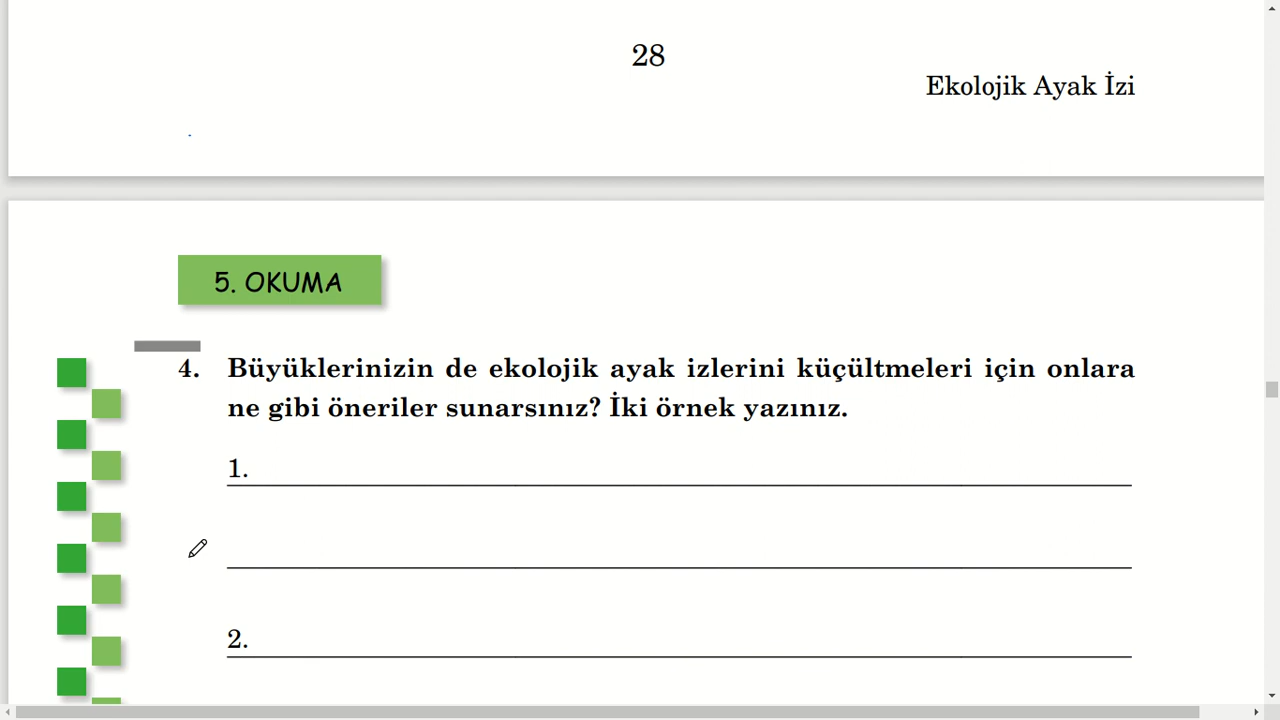 28
Ekolojik Ayak İzi
5. OKUMA
4. Büyüklerinizin de ekolojik ayak izlerini küçültmeleri için onlara
ne gibi öneriler sunarsınız? İki örnek yazınız.
1.
2.